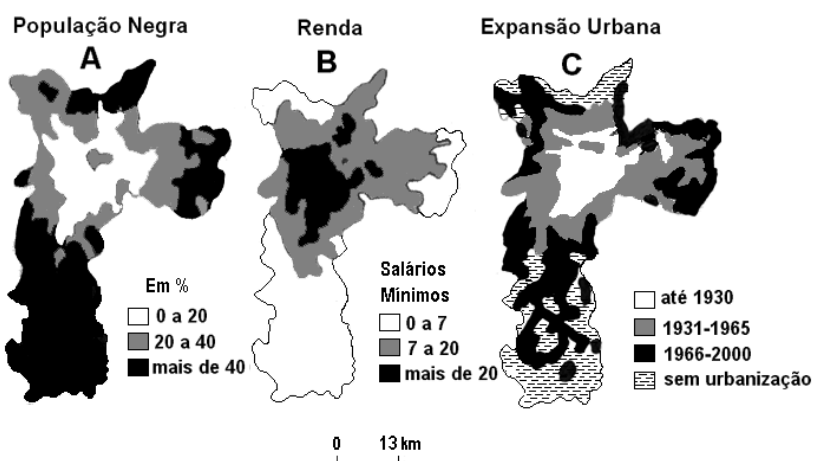 População Negra
A
Em %
0 a 20
20 a 40
mais de 40
Renda
B
Salários
Mínimos
0 a 7
7 a 20
mais de 20
Expansão Urbana
C
até 1930
1931-1965
1966-2000
sem urbanização
0 13 km